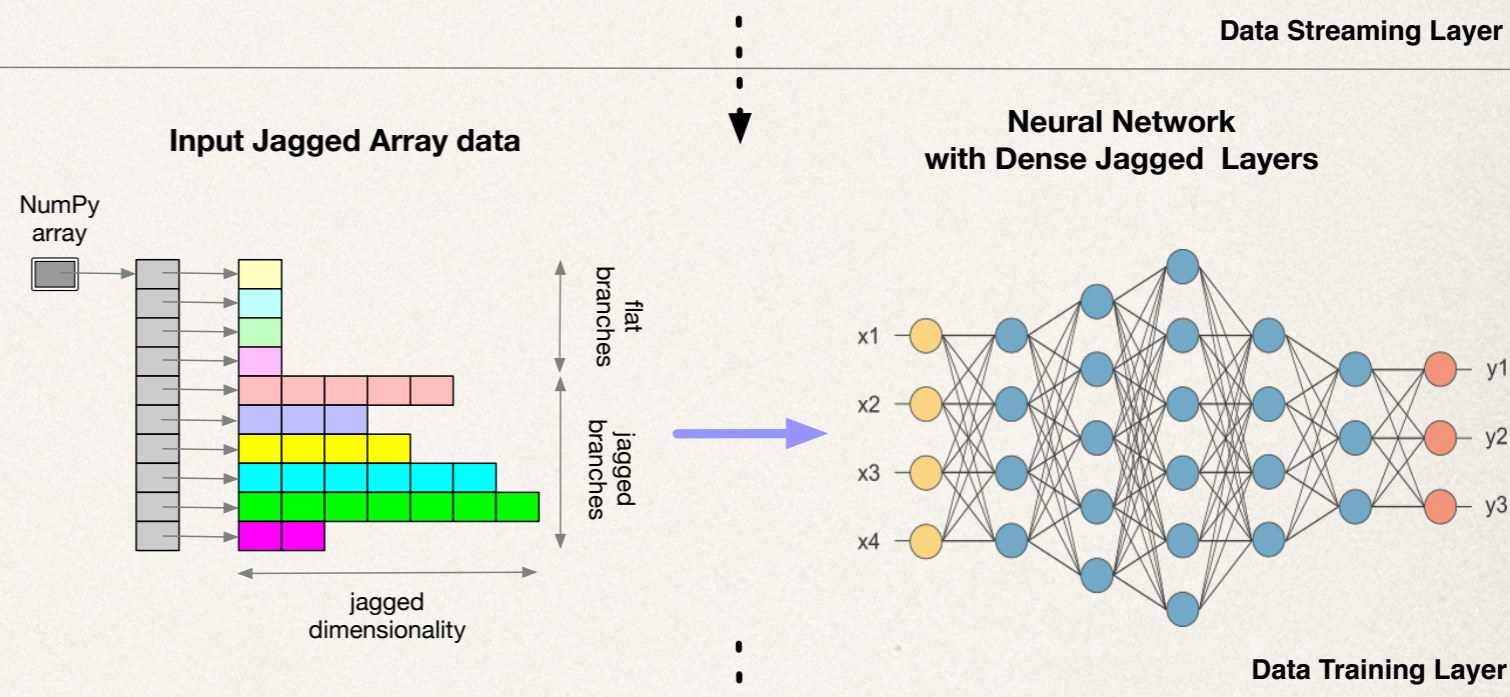 Data Streaming Layer
Input Jagged Array data
Neural Network
with Dense Jagged Layers
NumPy
array
flat
branches
jagged
branches
jagged
dimensionality
x1
x2
x3
x4
y1
y2
y3
Data Training Layer